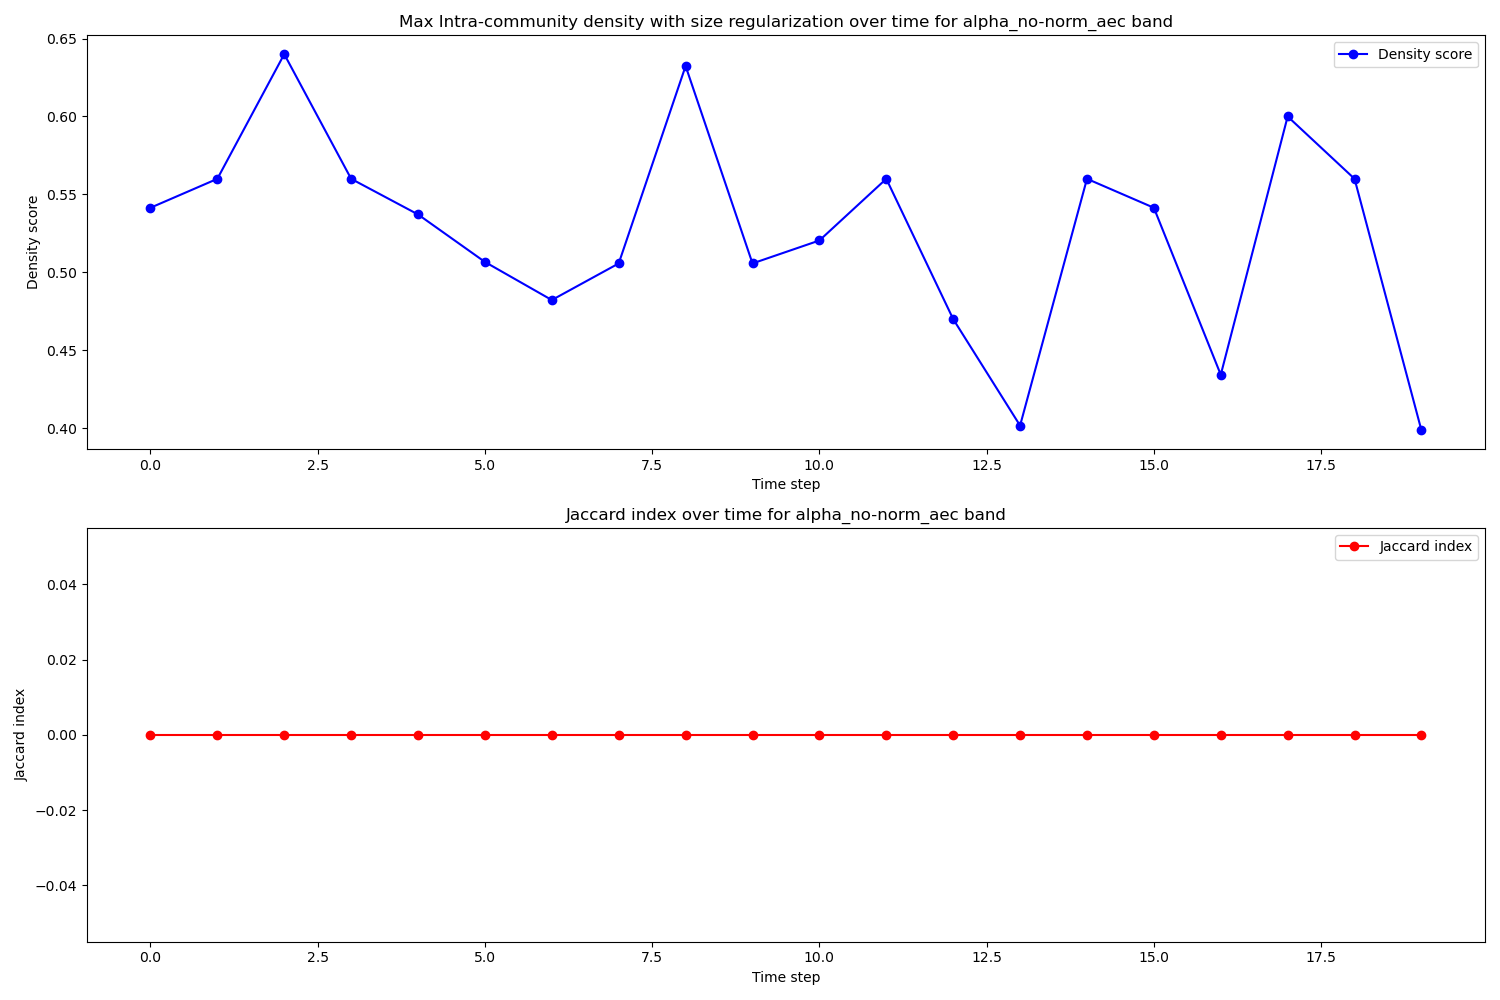 Max Intra-community density with size regularization over time for alpha_no-norm_aec band
Density score
0.65
0.60
0.55
0.50
0.45
0.40
Density score
0.0 2.5 5.0 7.5 10.0 12.5 15.0 17.5
Time step
Jaccard index over time for alpha_no-norm_aec band
Jaccard index
0.04
0.02
0.00
−0.02
−0.04
Jaccard index
0.0 2.5 5.0 7.5 10.0 12.5 15.0 17.5
Time step